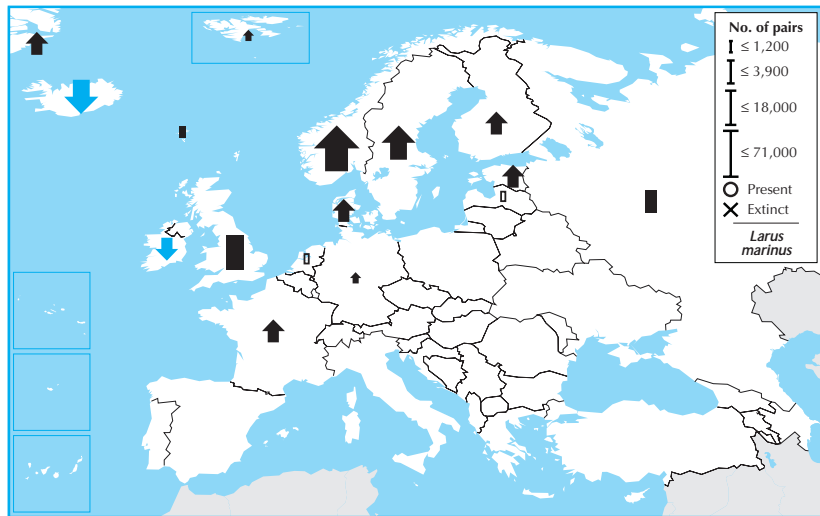 No. of pairs
≤ 1,200
≤ 3,900
≤ 18,000
≤ 71,000
Present
Extinct
Larus
marinus